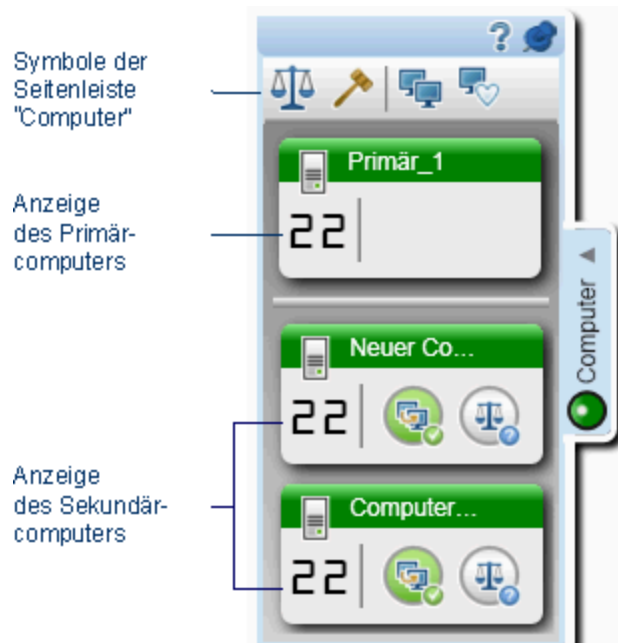 ?
Symbole der
Seitenleiste
"Computer"
Primär_1
Anzeige
des Primär-
computers
22
Computer
Neuer Co...
22
?
Anzeige
des Sekundär-
computers
Computer...
22
?